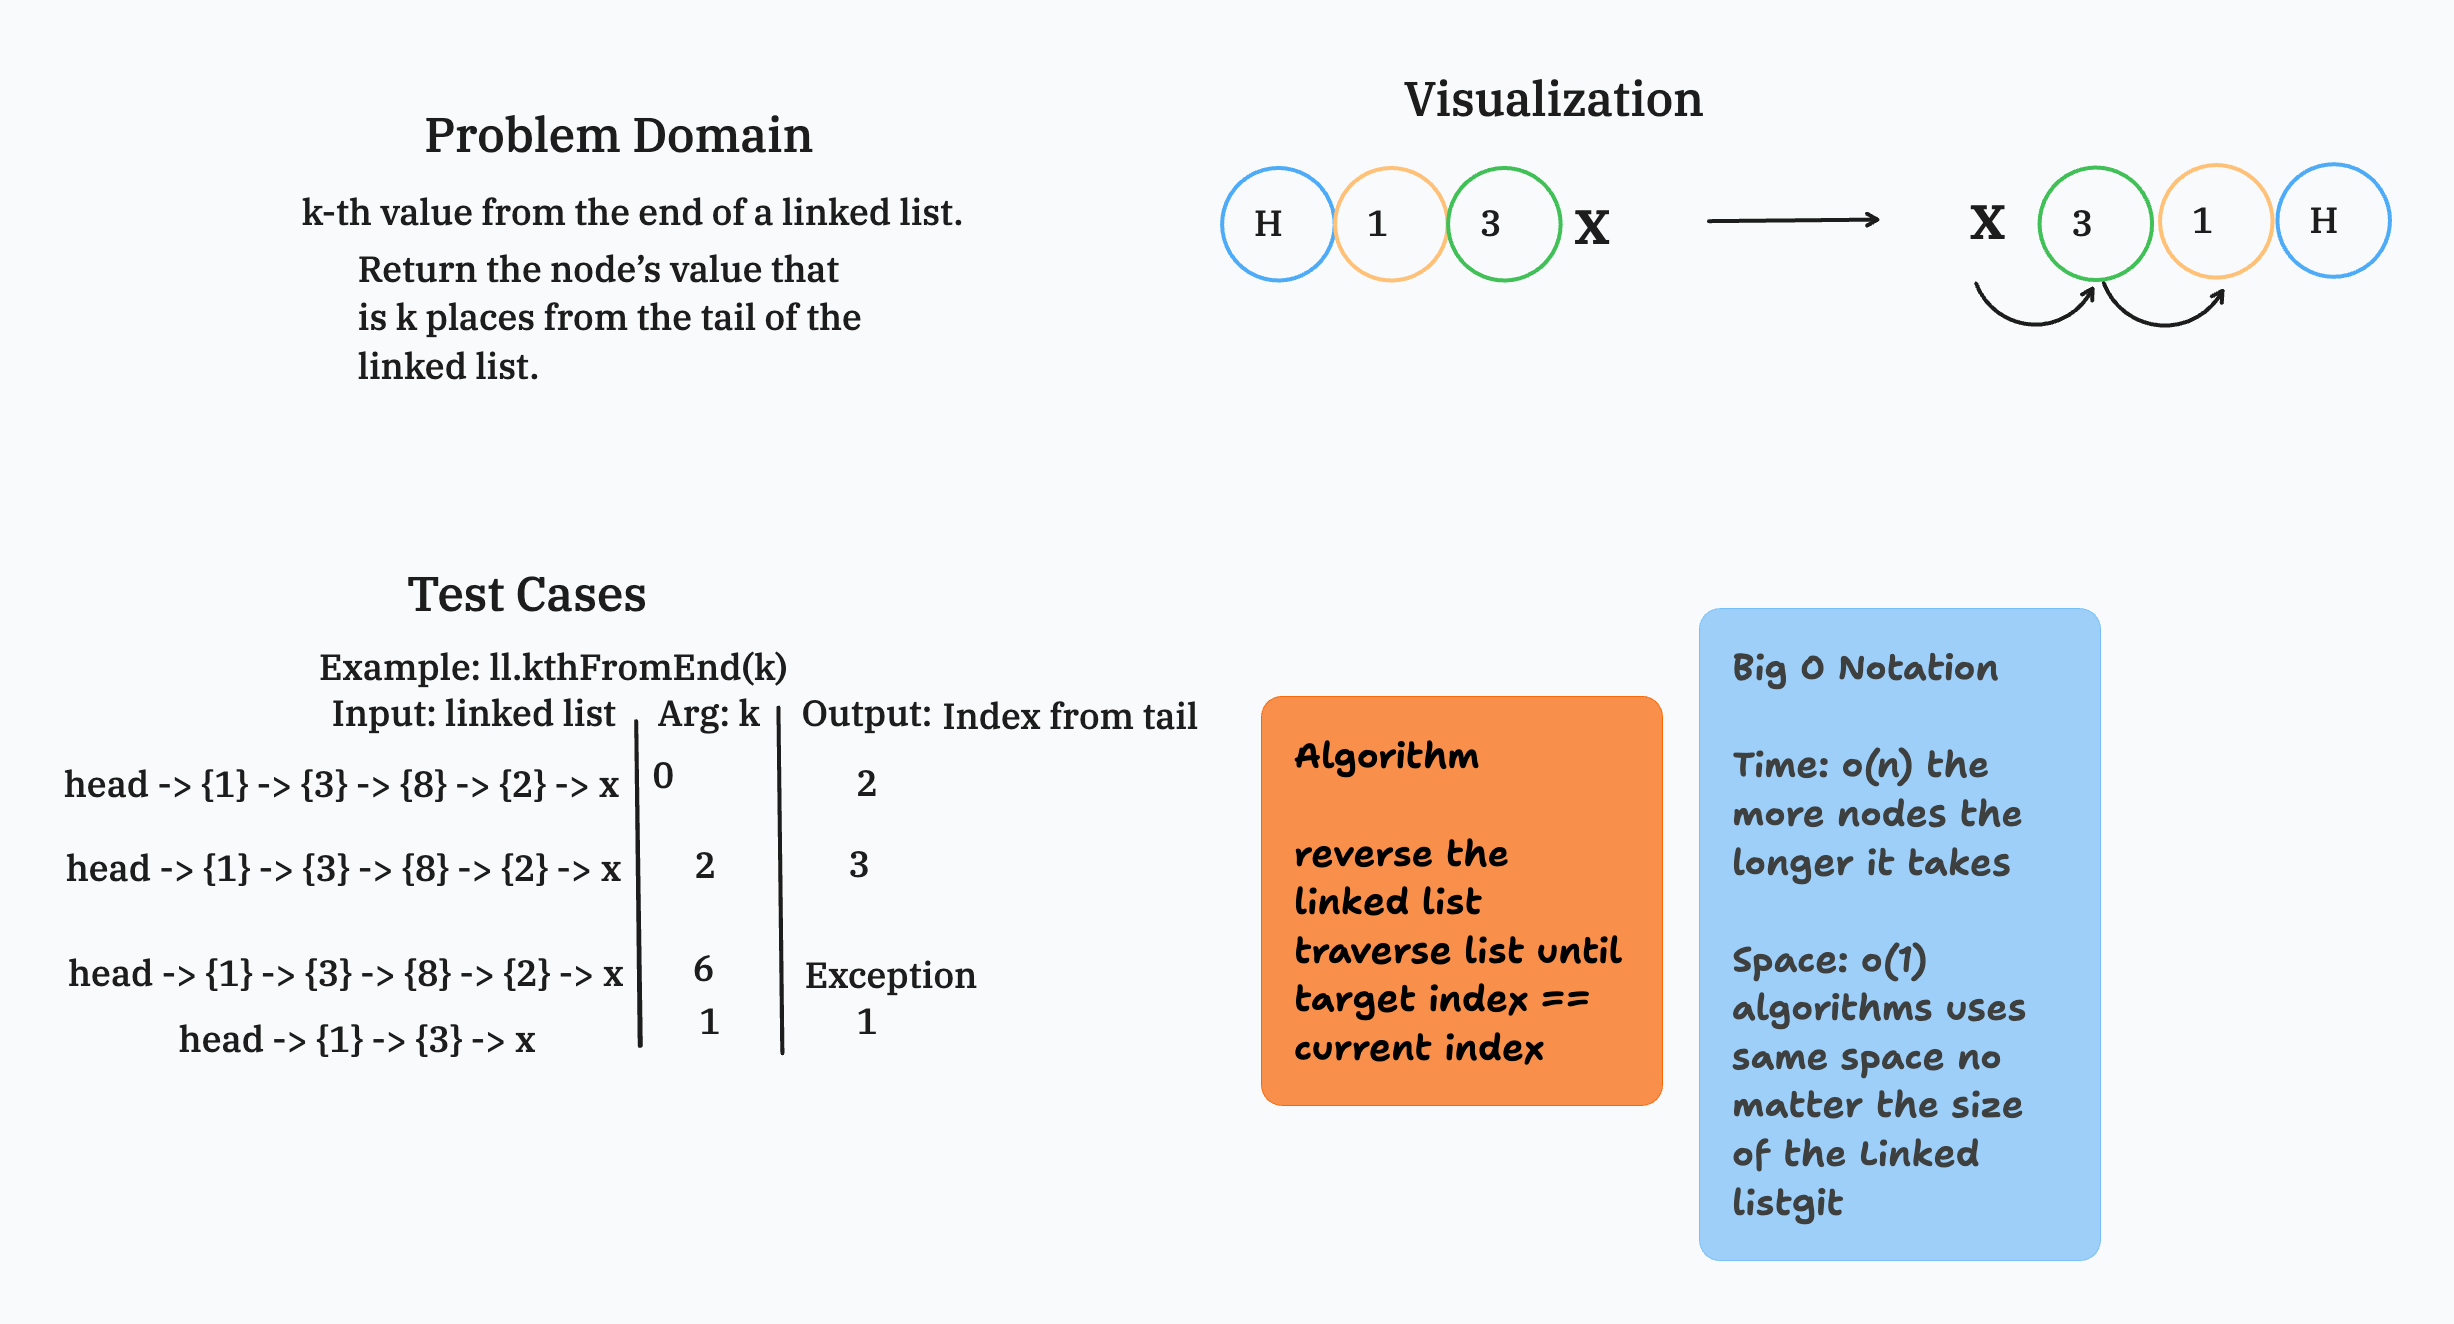 Problem Domain
k-th value from the end of a linked list.
Return the node’s value that
is k places from the tail of the
linked list.
Visualization
H 1 3 x x 3 1 H
Test Cases
Example: ll.kthFromEnd(k)
Input: linked list Arg: k Output: Index from tail
head -> {1} -> {3} -> {8} -> {2} -> x 0 2
head -> {1} -> {3} -> {8} -> {2} -> x 2 3
head -> {1} -> {3} -> {8} -> {2} -> x 6 Exception
head -> {1} -> {3} -> x 1 1
Algorithm
reverse the
linked list
traverse list until
target index ==
current index
Big O Notation
Time: o(n) the
more nodes the
longer it takes
Space: o(1)
algorithms uses
same space no
matter the size
of the Linked
listgit